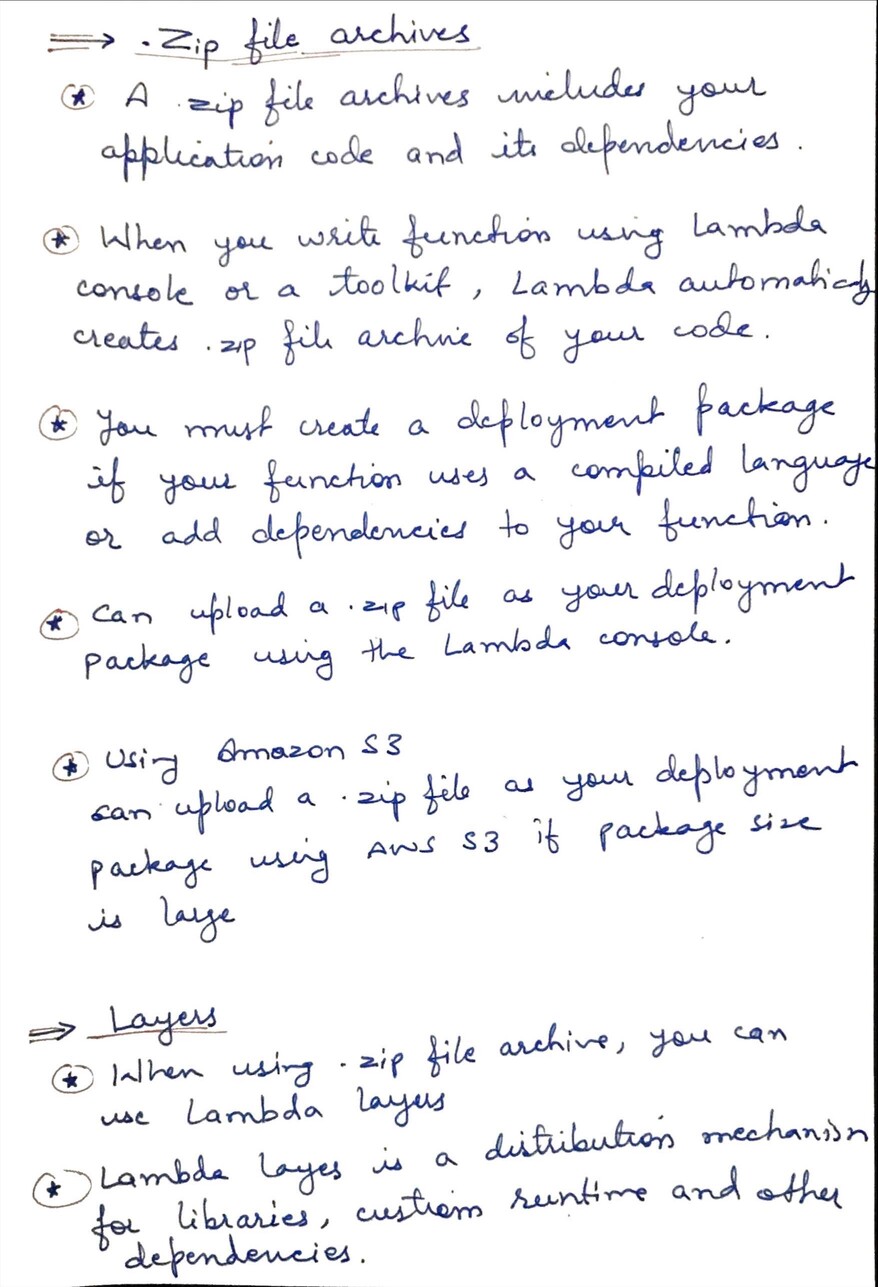 ⇒ .Zip file archives
⍟ A .zip file archives includes your
application code and its dependencies.
⍟ When you write function using Lambda
console or a toolkit, Lambda automatically
creates .zip file archive of your code.
⍟ You must create a deployment package
if your function uses a compiled language
or add dependencies to your function.
⍟ Can upload a .zip file as your deployment
package using the Lambda console.
⍟ Using Amazon S3
can upload a .zip file as your deployment
package using AWS S3 if package size
is large
⇒ Layers
⍟ When using .zip file archive, you can
use Lambda layers
⍟ Lambda layes is a distribution mechanism
for libraries, custiom runtime and other
dependencies.